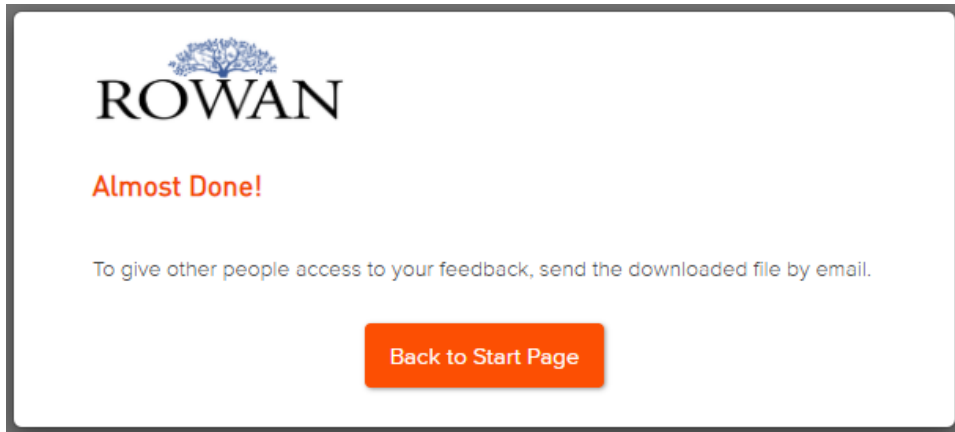 ROWAN
Almost Done!
To give other people access to your feedback, send the downloaded file by email.
Back to Start Page